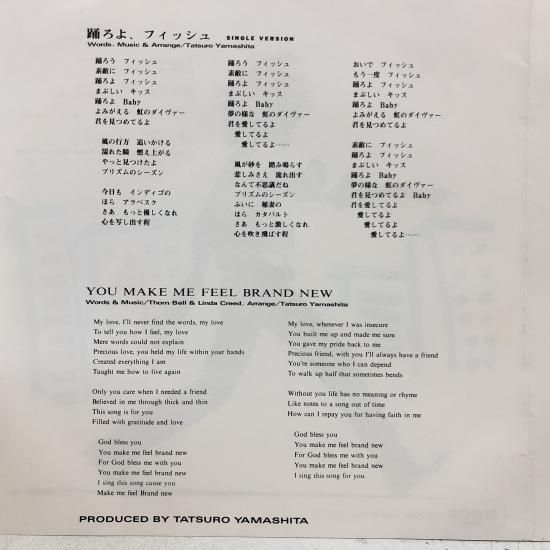 踊ろよ、フィッシュ SINGLE VERSION
Words, Music & Arrange/Tatsuro Yamashita
踊ろう フィッシュ
素敵に フィッシュ
踊ろよ フィッシュ
まぶしい キッス
踊ろよ Baby
よみがえる 虹のダイヴァー
君を見つめてるよ
風の行方 追いかける
濡れた瞳 燃え上がる
やっと見つけたよ
プリズムのシーズン
今日も インディゴの
ほら アラベスク
さあ もっと優しくなれ
心を写し出す程
踊ろう フィッシュ
素敵に フィッシュ
踊ろよ フィッシュ
まぶしい キッス
踊ろよ Baby
夢の様な 虹のダイヴァー
君を愛してるよ
愛してるよ
愛してるよ……
風が砂を 踏み鳴らす
悲しみさえ 流れ出す
なんて不思議だね
プリズムのシーズン
ふいに 稲妻の
ほら カタパルト
さあ もっと激しくなれ
心を吹き飛ばす程
おいで フィッシュ
もう一度 フィッシュ
踊ろよ フィッシュ
まぶしい キッス
踊ろよ Baby
よみがえる 虹のダイヴァー
君を見つめてるよ
素敵に フィッシュ
踊ろよ フィッシュ
まぶしい キッス
踊ろよ Baby
夢の様な 虹のダイヴァー
君を見つめてるよ Baby
君を愛してるよ
愛してるよ
愛してるよ……
YOU MAKE ME FEEL BRAND NEW
Words & Music/Thom Bell & Linda Creed, Arrange/Tatsuro Yamashita
My love, I'll never find the words, my love
To tell you how I feel, my love
Mere words could not explain
Precious love, you held my life within your hands
Created everything I am
Taught me how to live again
Only you care when I needed a friend
Believed in me through thick and thin
This song is for you
Filled with gratitude and love
God bless you
You make me feel brand new
For God bless me with you
You make me feel brand new
I sing this song cause you
Make me feel Brand new
My love, whenever I was insecure
You built me up and made me sure
You gave my pride back to me
Precious friend, with you I'll always have a friend
You're someone who I can depend
To walk up half that sometimes bends
Without you life has no meaning or rhyme
Like notes to a song out of time
How can I repay you for having faith in me
God bless you
You make me feel brand new
For God bless me with you
You make me feel brand new
I sing this song for you
PRODUCED BY TATSURO YAMASHITA